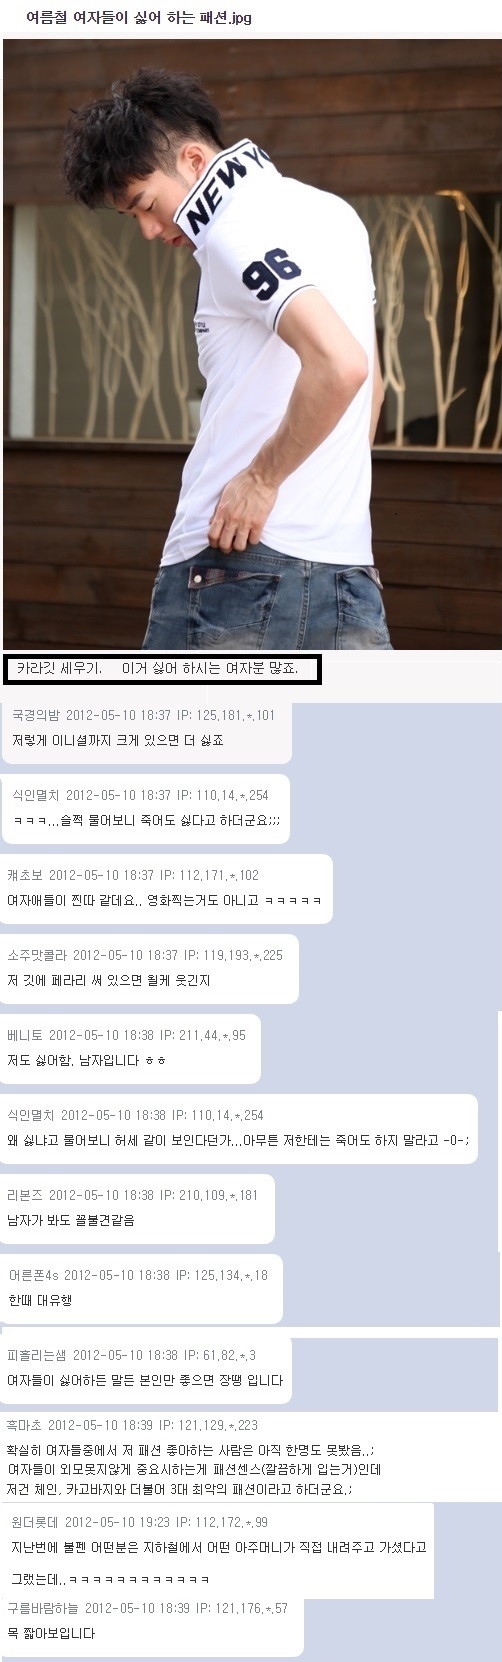 여름철 여자들이 싫어 하는 패션.jpg
NEW YO
96
카라깃 세우기. 이거 싫어 하시는 여자분 많죠.
국경의밤 2012-05-10 18:37 IP: 125.181.*.101
저렇게 이니셜까지 크게 있으면 더 싫죠
식인멸치 2012-05-10 18:37 IP: 110.14.*.254
ㅋㅋㅋ...슬쩍 물어보니 죽어도 싫다고 하더군요;;;
캬초보 2012-05-10 18:37 IP: 112.171.*.102
여자애들이 찐따 같데요.. 영화찍는거도 아니고 ㅋㅋㅋㅋㅋ
소주맛콜라 2012-05-10 18:37 IP: 119.193.*.225
저 깃에 페라리 써 있으면 월케 웃긴지
베니토 2012-05-10 18:38 IP: 211.44.*.95
저도 싫어함. 남자입니다 ㅎㅎ
식인멸치 2012-05-10 18:38 IP: 110.14.*.254
왜 싫냐고 물어보니 허세 같이 보인다던가...아무튼 저한테는 죽어도 하지 말라고 -0-;
리본즈 2012-05-10 18:38 IP: 210.109.*.181
남자가 봐도 꼴불견같음
어른폰4s 2012-05-10 18:38 IP: 125.134.*.18
한때 대유행
피홀리는샘 2012-05-10 18:38 IP: 61.82.*.3
여자들이 싫어하든 말든 본인만 좋으면 장땡 입니다
흑마초 2012-05-10 18:39 IP: 121.129.*.223
확실히 여자들중에서 저 패션 좋아하는 사람은 아직 한명도 못봤음..;
여자들이 외모못지않게 중요시하는게 패션센스(깔끔하게 입는거)인데
저건 체인, 카고바지와 더불어 3대 최악의 패션이라고 하더군요.;
원더롯데 2012-05-10 19:23 IP: 112.172.*.99
지난번에 불펜 어떤분은 지하철에서 어떤 아주머니가 직접 내려주고 가셨다고
그랬는데..ㅋㅋㅋㅋㅋㅋㅋㅋㅋㅋㅋㅋ
구름바람하늘 2012-05-10 18:39 IP: 121.176.*.57
목 짧아보입니다